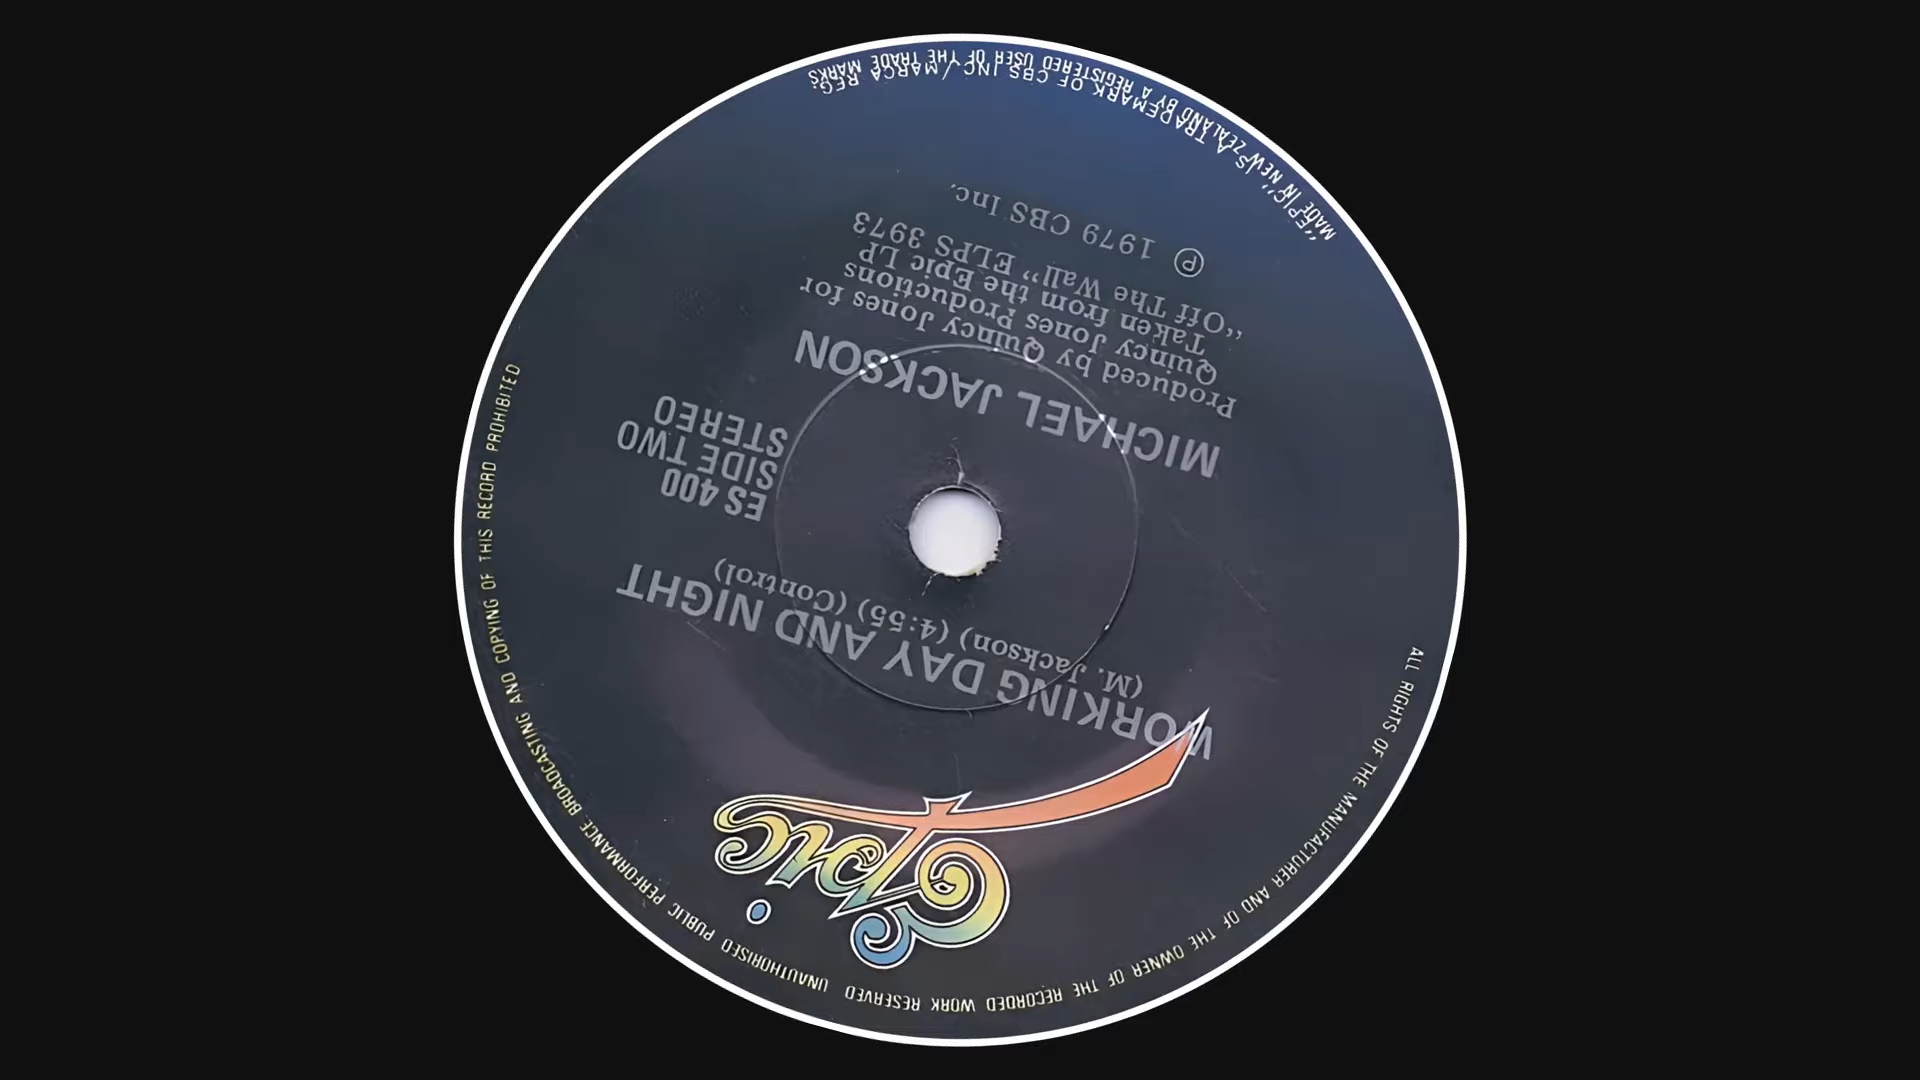 Epic
WORKING DAY AND NIGHT
(M. Jackson) (4:55) (Control)
ES 400
SIDE TWO
STEREO
MICHAEL JACKSON
Produced by Quincy Jones for
Quincy Jones Productions
Taken from the Epic LP
“Off The Wall” ELPS 3973
Ⓟ 1979 CBS Inc.
ALL RIGHTS OF THE MANUFACTURER AND OF THE OWNER OF THE RECORDED WORK RESERVED UNAUTHORISED PUBLIC PERFORMANCE BROADCASTING AND COPYING OF THIS RECORD PROHIBITED
“EPIC” IS A TRADEMARK OF CBS INC / MARCA REG.
MADE IN NEW ZEALAND BY A REGISTERED USER OF THE TRADE MARKS